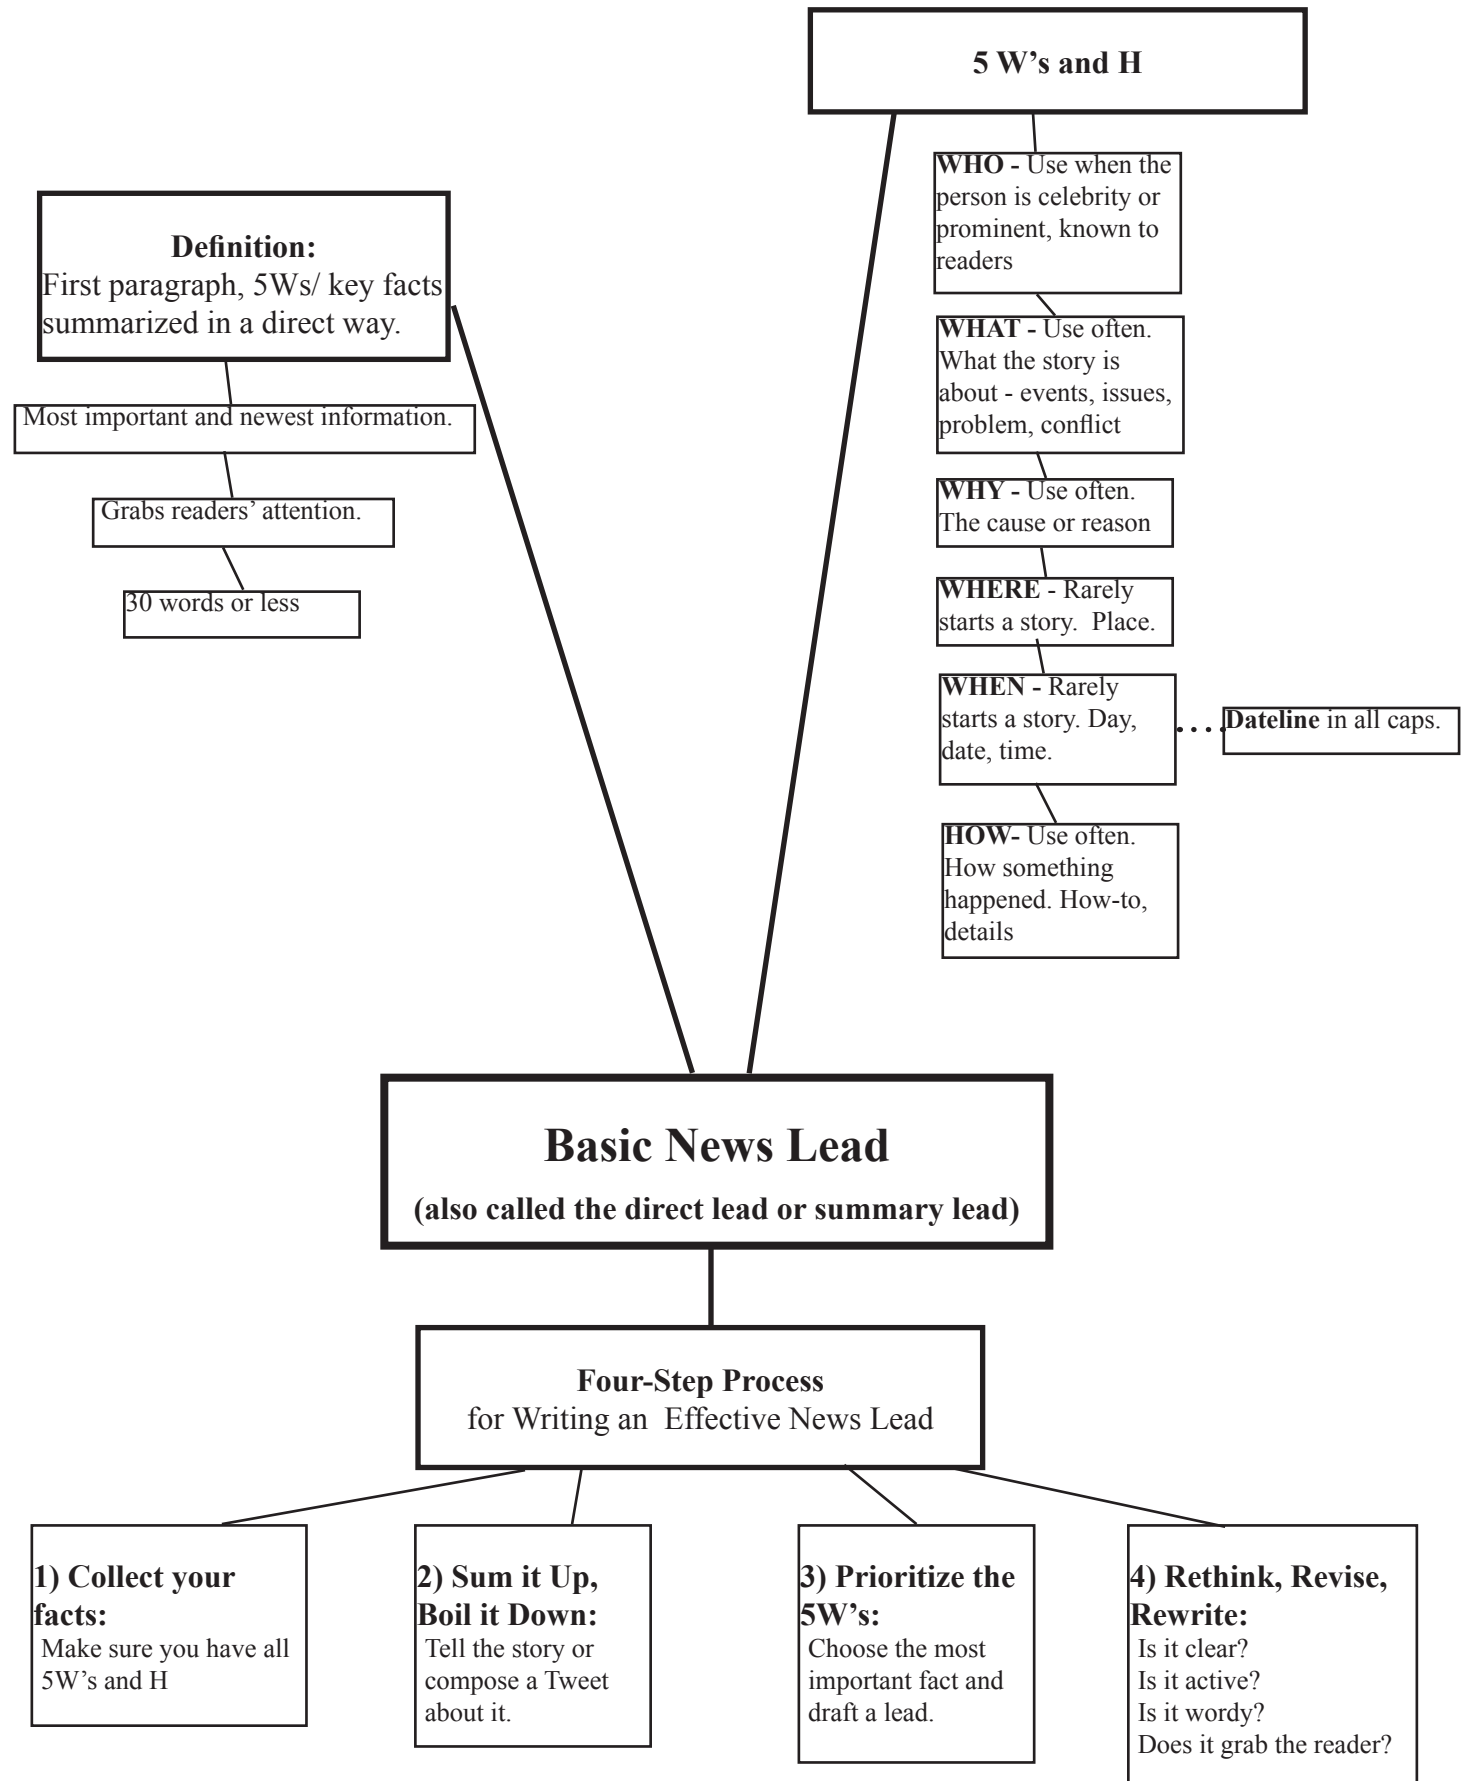 5 W’s and H
WHO - Use when the
person is celebrity or
prominent, known to
readers
WHAT - Use often.
What the story is
about - events, issues,
problem, conflict
WHY - Use often.
The cause or reason
WHERE - Rarely
starts a story.  Place.
WHEN - Rarely
starts a story. Day,
date, time.
Dateline in all caps.
HOW- Use often.
How something
happened. How-to,
details
Definition:
First paragraph, 5Ws/ key facts
summarized in a direct way.
Most important and newest information.
Grabs readers’ attention.
30 words or less
Basic News Lead
(also called the direct lead or summary lead)
Four-Step Process
for Writing an  Effective News Lead
1) Collect your
facts:
Make sure you have all
5W’s and H
2) Sum it Up,
Boil it Down:
Tell the story or
compose a Tweet
about it.
3) Prioritize the
5W’s:
Choose the most
important fact and
draft a lead.
4) Rethink, Revise,
Rewrite:
Is it clear?
Is it active?
Is it wordy?
Does it grab the reader?